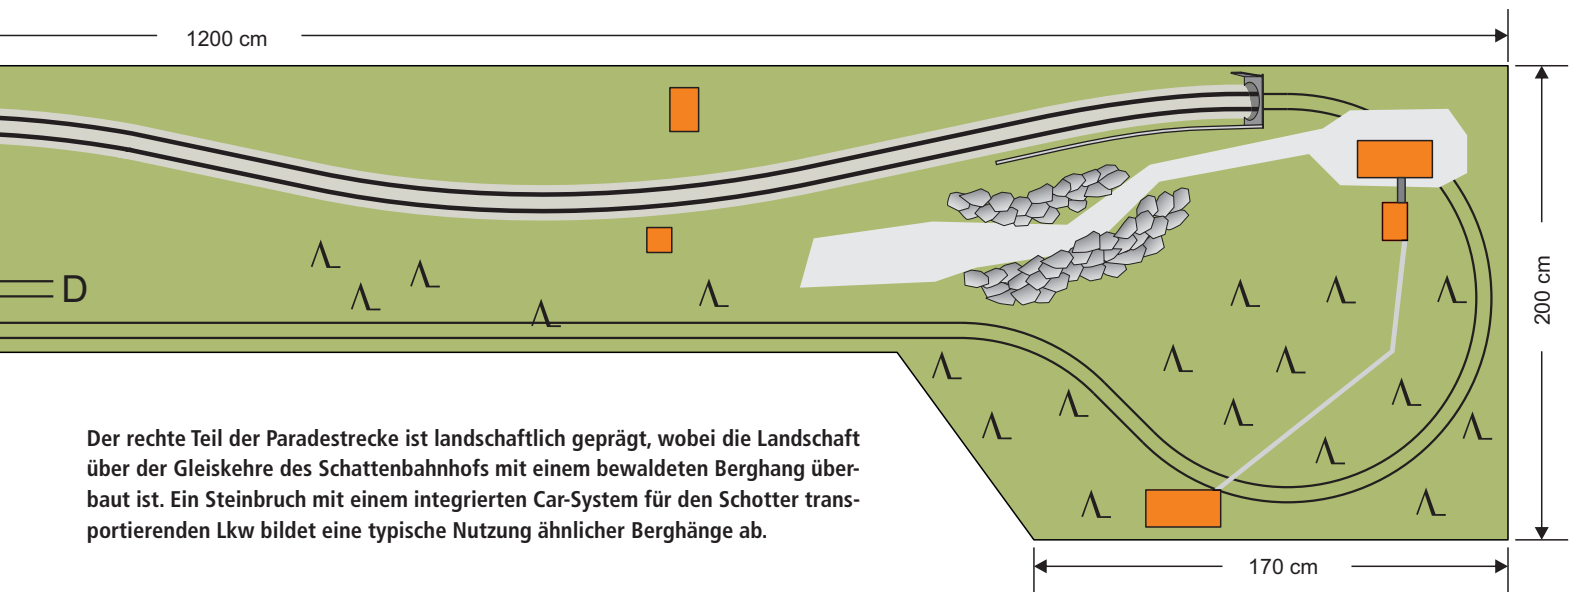 1200 cm
D
200 cm
Der rechte Teil der Paradestrecke ist landschaftlich geprägt, wobei die Landschaft
über der Gleiskehre des Schattenbahnhofs mit einem bewaldeten Berghang über-
baut ist. Ein Steinbruch mit einem integrierten Car-System für den Schotter trans-
portierenden Lkw bildet eine typische Nutzung ähnlicher Berghänge ab.
170 cm